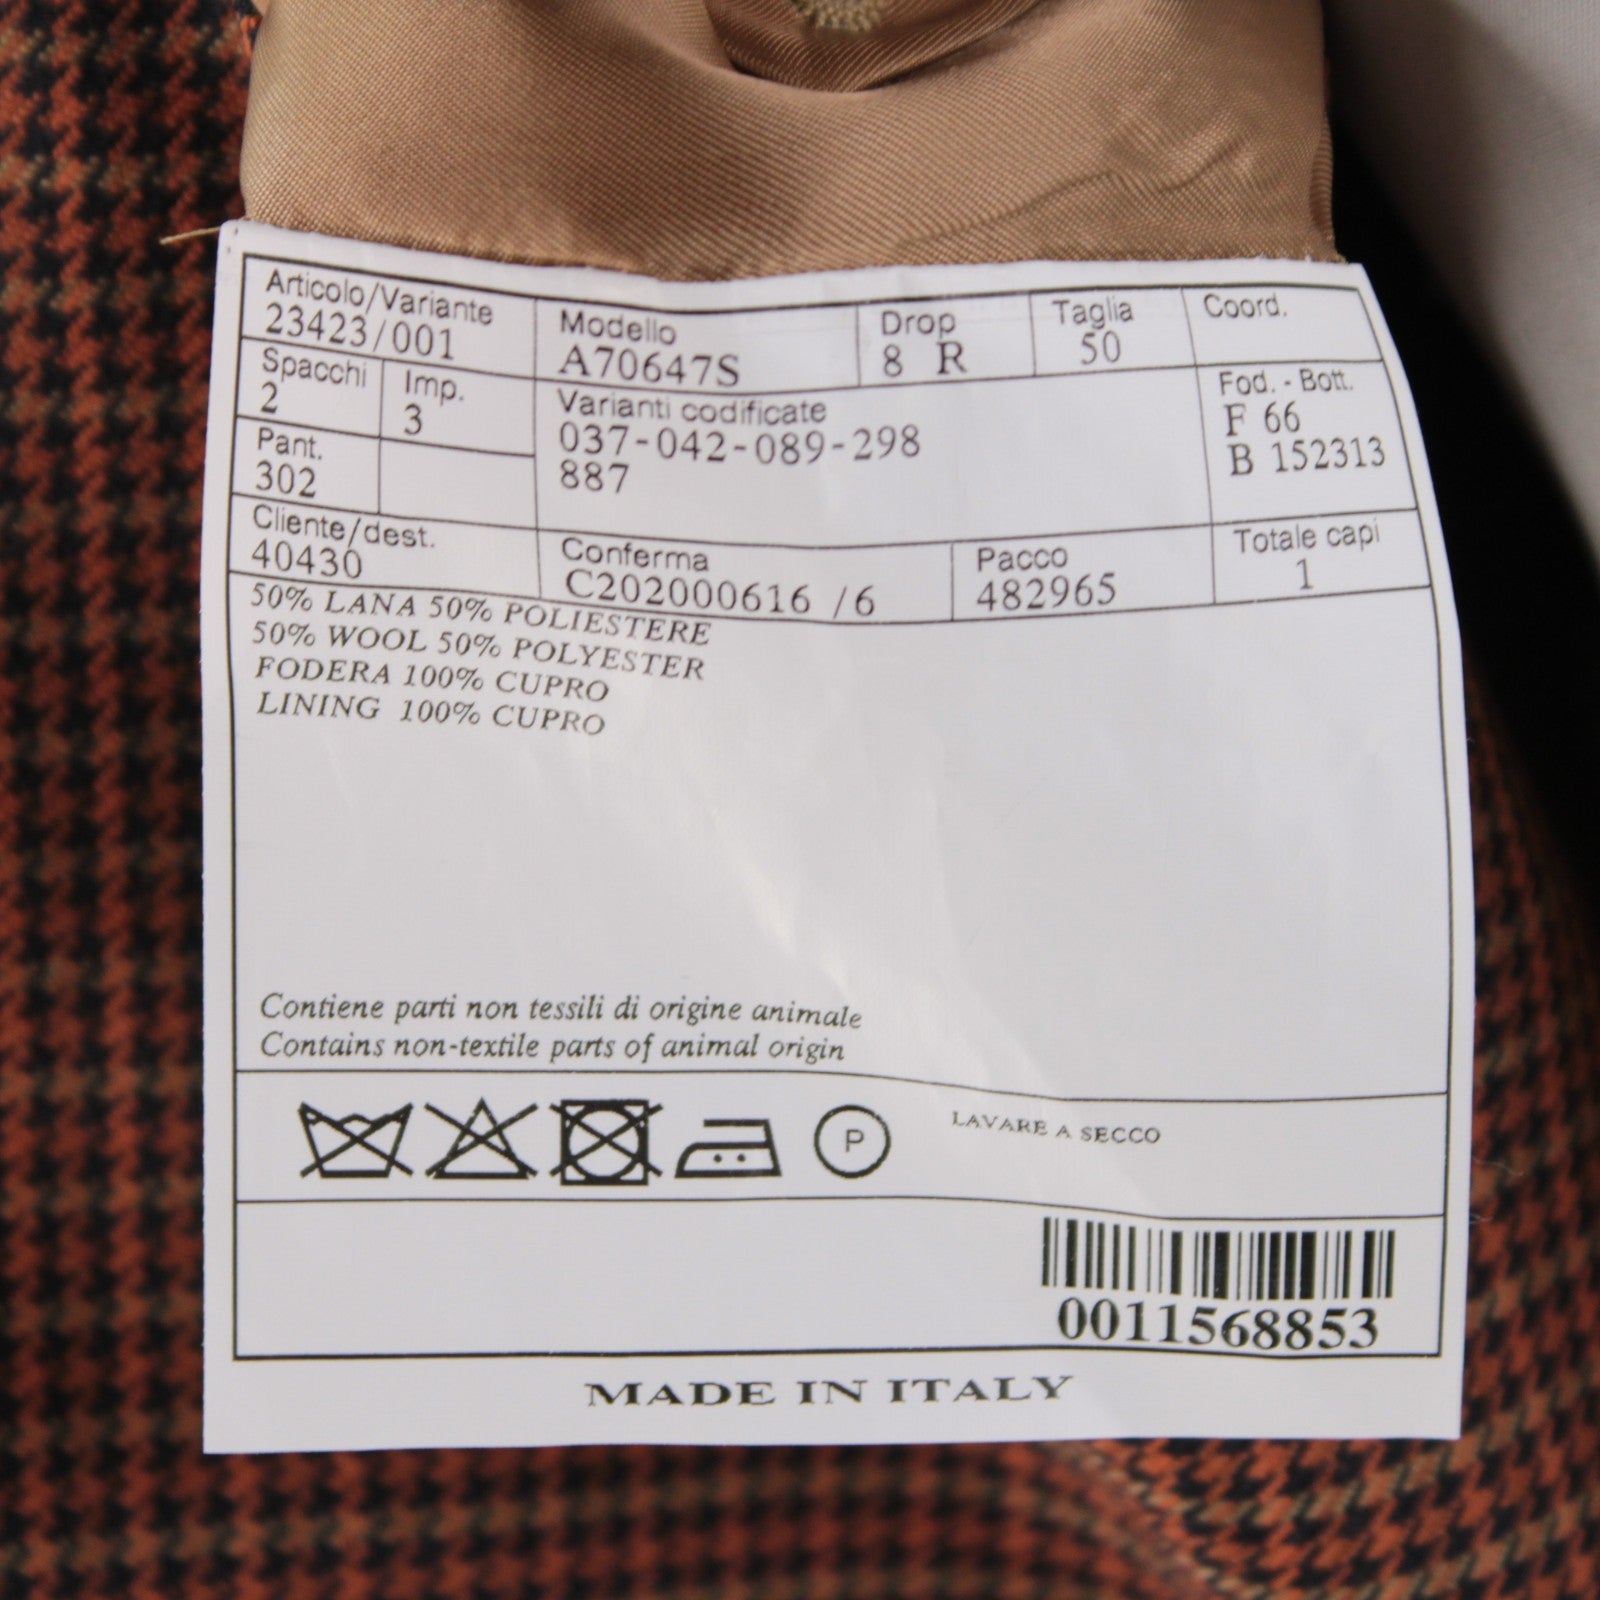 Articolo/Variante Modello Drop Taglia Coord.
23423/001 A70647S 8 R 50
Spacchi Imp. Varianti codificate Fod. - Bott.
2 3 037-042-089-298 F 66
Pant. 887 B 152313
302
Cliente/dest. Conferma Pacco Totale capi
40430 C202000616 /6 482965 1
50% LANA 50% POLIESTERE
50% WOOL 50% POLYESTER
FODERA 100% CUPRO
LINING 100% CUPRO
Contiene parti non tessili di origine animale
Contains non-textile parts of animal origin
P LAVARE A SECCO
0011568853
MADE IN ITALY